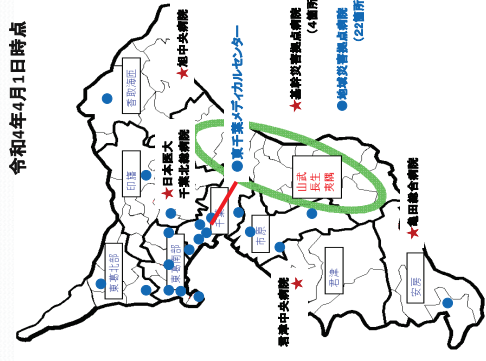 令和4年4月1日時点
★基幹災害拠点病院
（4箇所
●地域災害拠点病院
（22箇所
香取海匝
★旭中央病院
●東千葉メディカルセンター
印旛
★日本医大
千葉北総病院
千
山武
長生
夷隅
東葛北部
東葛南部
市原
君津
君津中央病院
★
安房
★亀田総合病院